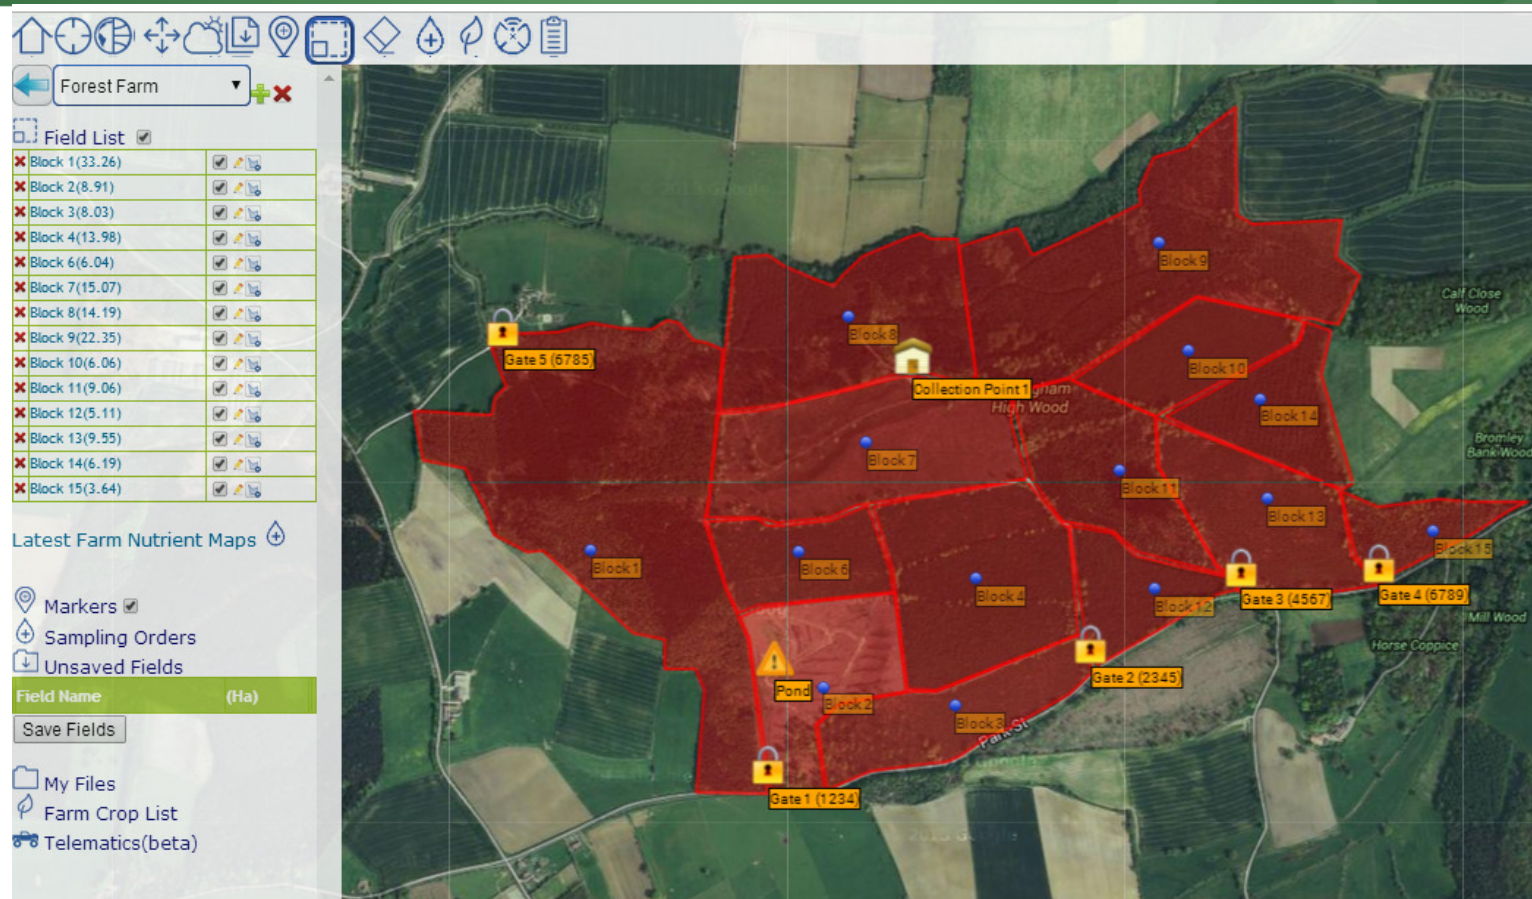 Forest Farm
Field List
Block 1(33.26)
Block 2(8.91)
Block 3(8.03)
Block 4(13.98)
Block 6(6.04)
Block 7(15.07)
Block 8(14.19)
Block 9(22.35)
Block 10(6.06)
Block 11(9.06)
Block 12(5.11)
Block 13(9.55)
Block 14(6.19)
Block 15(3.64)
Latest Farm Nutrient Maps
Markers
Sampling Orders
Unsaved Fields
Field Name (Ha)
Save Fields
My Files
Farm Crop List
Telematics(beta)
Block 9
Calf Close
Wood
Block 8
Gate 5 (6785)
Block 10
Collection Point 1
High Wood
Block 14
Bromley
Bank Wood
Block 7
Block 11
Block 13
Block 15
Block 1
Block 6
Block 4
Block 12
Gate 3 (4567)
Gate 4 (6789)
Mill Wood
Horse Coppice
Gate 2 (2345)
Pond
Block 2
Block 3
Park St
Gate 1 (1234)